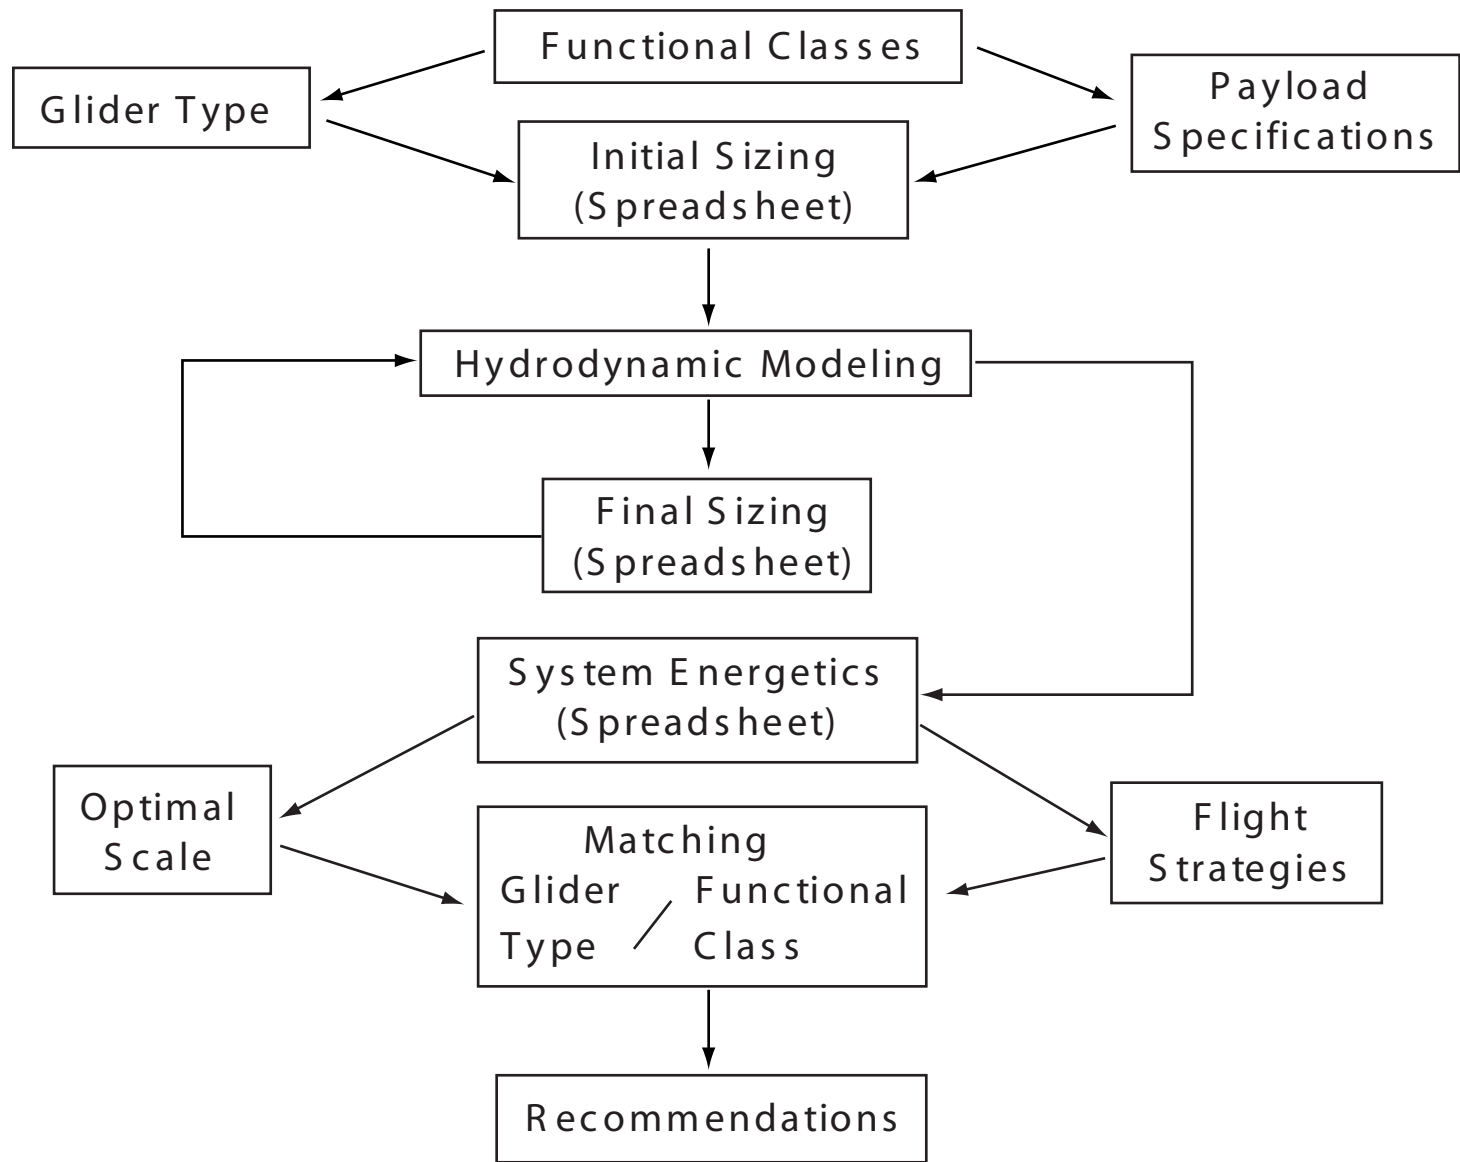 Functional Classes
Glider Type
Payload
Specifications
Initial Sizing
(Spreadsheet)
Hydrodynamic Modeling
Final Sizing
(Spreadsheet)
System Energetics
(Spreadsheet)
Optimal
Scale
Matching
Glider / Functional
Type Class
Flight
Strategies
Recommendations